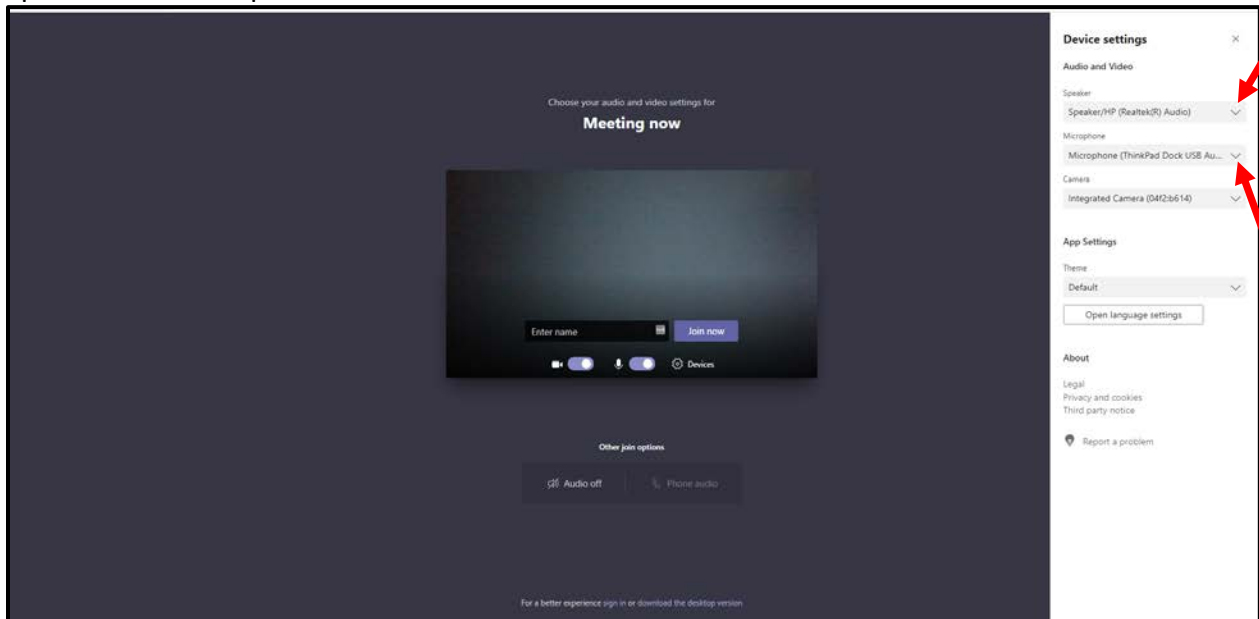 Choose your audio and video settings for
Meeting now
Enter name
Join now
Devices
Other join options
Audio off
Phone audio
For a better experience sign in or download the desktop version
Device settings
Audio and Video
Speaker
Speaker/HP (Realtek(R) Audio)
Microphone
Microphone (ThinkPad Dock USB Au...
Camera
Integrated Camera (04f2:b614)
App Settings
Theme
Default
Open language settings
About
Legal
Privacy and cookies
Third party notice
Report a problem